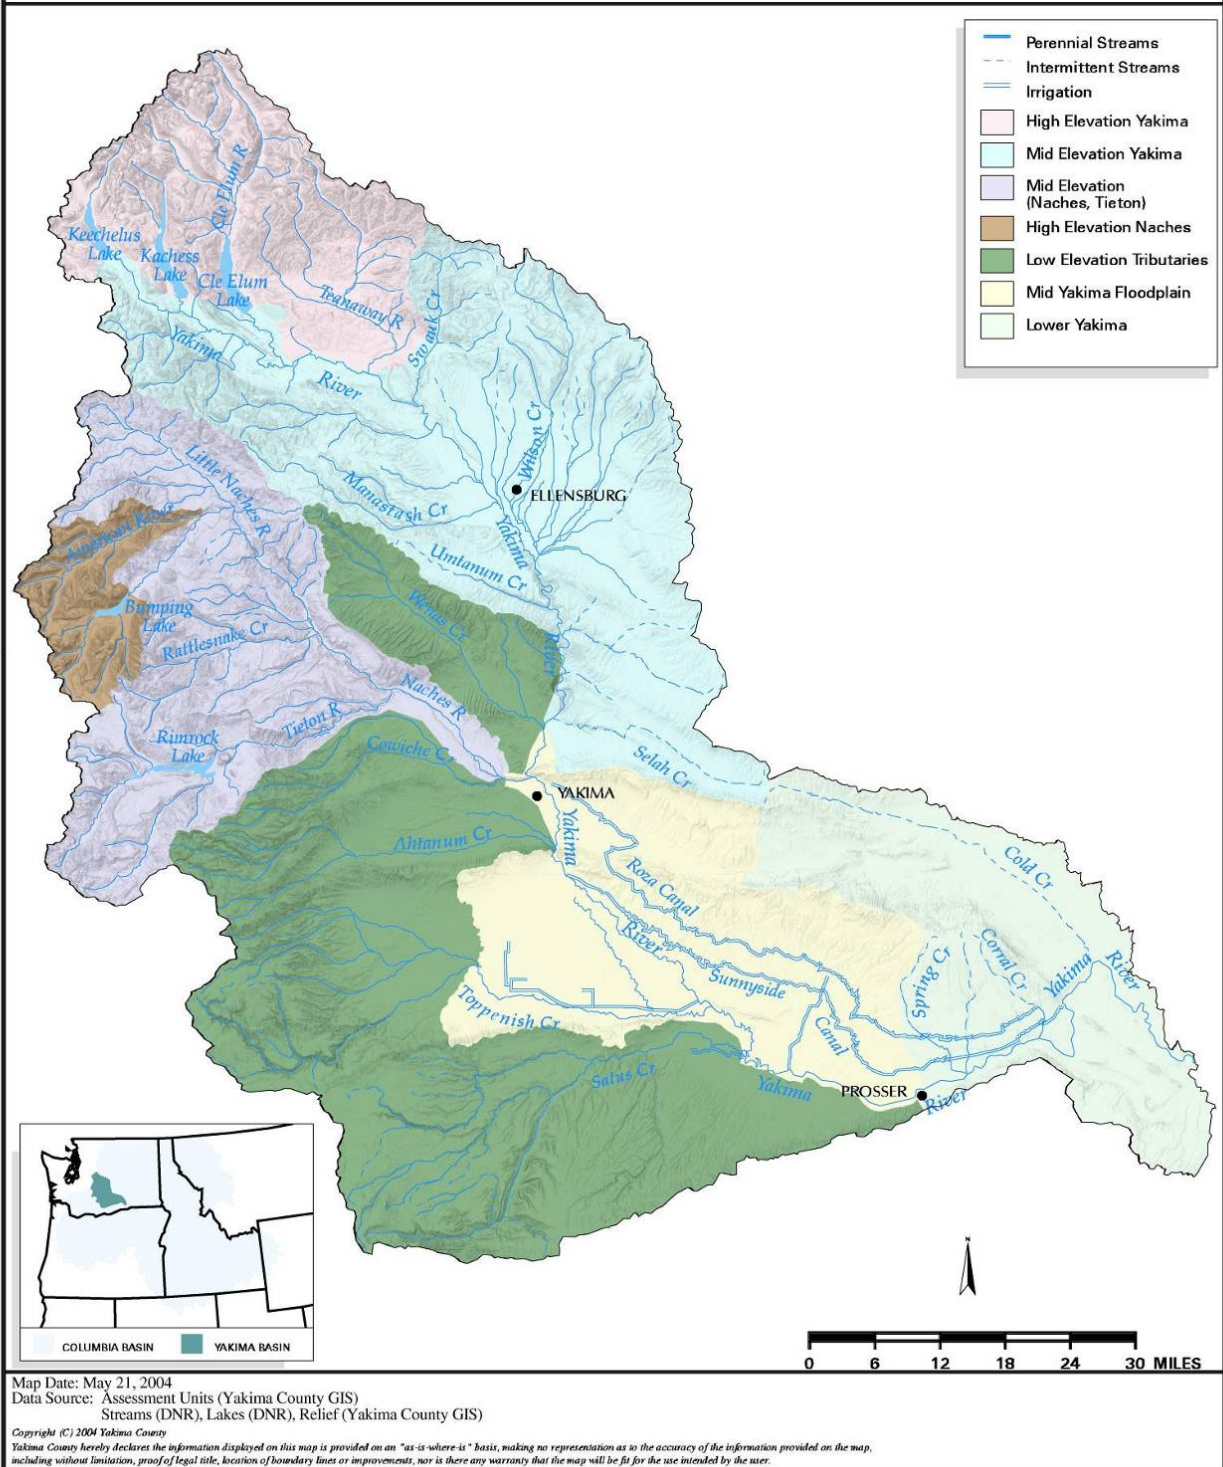 Perennial Streams
Intermittent Streams
Irrigation
High Elevation Yakima
Mid Elevation Yakima
Mid Elevation
(Naches, Tieton)
High Elevation Naches
Low Elevation Tributaries
Mid Yakima Floodplain
Lower Yakima
Cle Elum R
Keechelus
Lake
Kachess
Lake
Cle Elum
Lake
Teanaway R
Swauk Cr
Yakima
River
Wilson Cr
ELLENSBURG
Little Naches R
Manastash Cr
Yakima
American River
Umtanum Cr
Bumping
Lake
Wenas Cr
Rattlesnake Cr
River
Naches R
Tieton R
Rimrock
Lake
Cowiche Cr
Selah Cr
YAKIMA
Yakima
Ahtanum Cr
Roza Canal
Cold Cr
River
Sunnyside
Canal
Spring Cr
Corral Cr
Yakima
River
Toppenish Cr
Satus Cr
Yakima
PROSSER
River
COLUMBIA BASIN
YAKIMA BASIN
N
0 6 12 18 24 30 MILES
Map Date: May 21, 2004
Data Source: Assessment Units (Yakima County GIS)
Streams (DNR), Lakes (DNR), Relief (Yakima County GIS)
Copyright (C) 2004 Yakima County
Yakima County hereby declares the information displayed on this map is provided on an "as-is-where-is" basis, making no representation as to the accuracy of the information provided on the map,
including without limitation, proof of legal title, location of boundary lines or improvements, nor is there any warranty that the map will be fit for the use intended by the user.